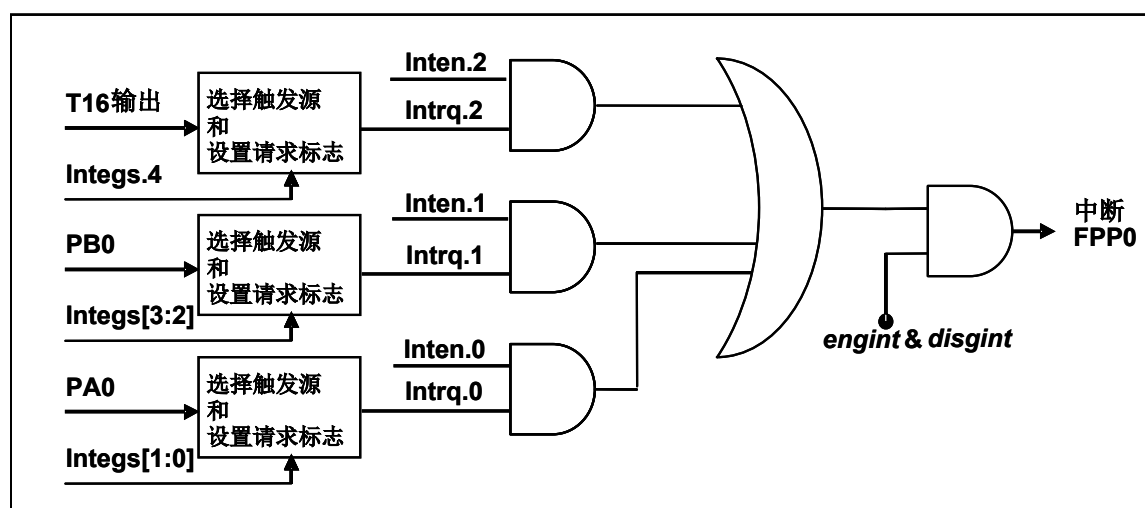 T16输出
Integs.4
选择触发源
和
设置请求标志
Inten.2
Intrq.2
PB0
Integs[3:2]
选择触发源
和
设置请求标志
Inten.1
Intrq.1
PA0
Integs[1:0]
选择触发源
和
设置请求标志
Inten.0
Intrq.0
engint & disgint
中断
FPP0